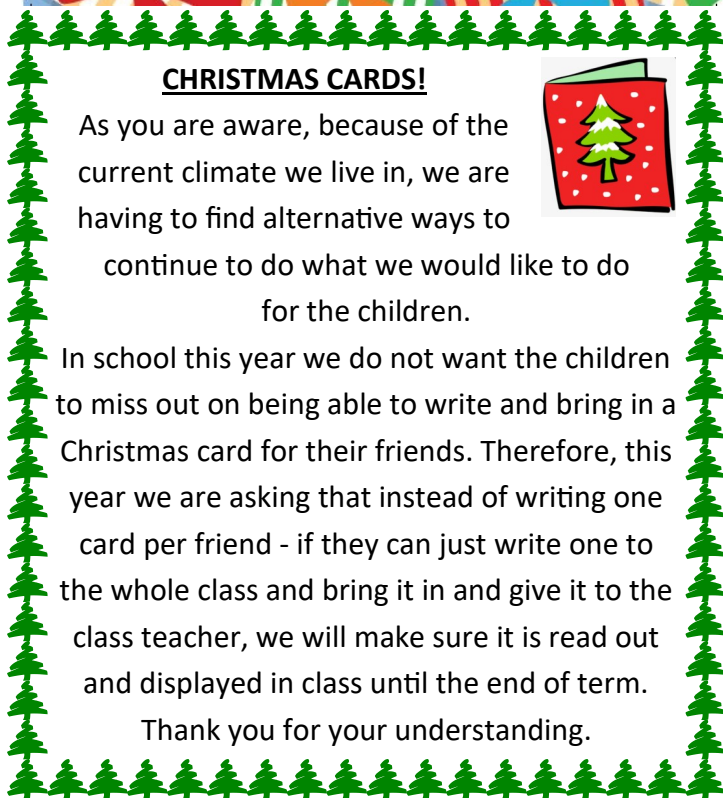 CHRISTMAS CARDS!
As you are aware, because of the
current climate we live in, we are
having to find alternative ways to
continue to do what we would like to do
for the children.
In school this year we do not want the children
to miss out on being able to write and bring in a
Christmas card for their friends. Therefore, this
year we are asking that instead of writing one
card per friend - if they can just write one to
the whole class and bring it in and give it to the
class teacher, we will make sure it is read out
and displayed in class until the end of term.
Thank you for your understanding.